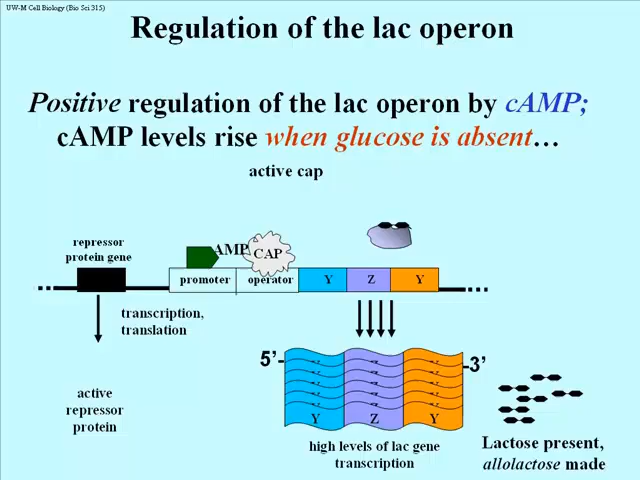 UW-M Cell Biology (Bio Sci 315)
Regulation of the lac operon
Positive regulation of the lac operon by cAMP;
cAMP levels rise when glucose is absent…
active cap
repressor
protein gene
AMP
CAP
promoter
operator
Y
Z
Y
transcription,
translation
5’-
-3’
active
repressor
protein
Y
Z
Y
high levels of lac gene
transcription
Lactose present,
allolactose made